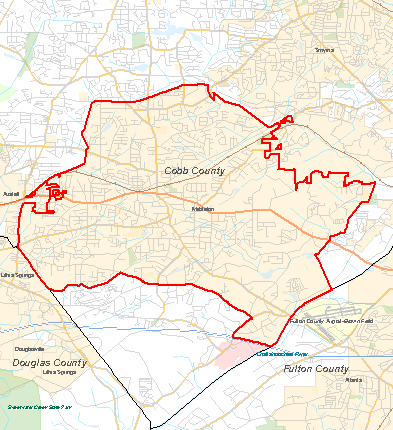 Smyrna
Cobb County
Austell
Mableton
Lithia Springs
Fulton County Airport-Brown Field
Douglasville
Chattahoochee River
Douglas County
Fulton County
Lithia Springs
Atlanta
Sweetwater Creek State Park